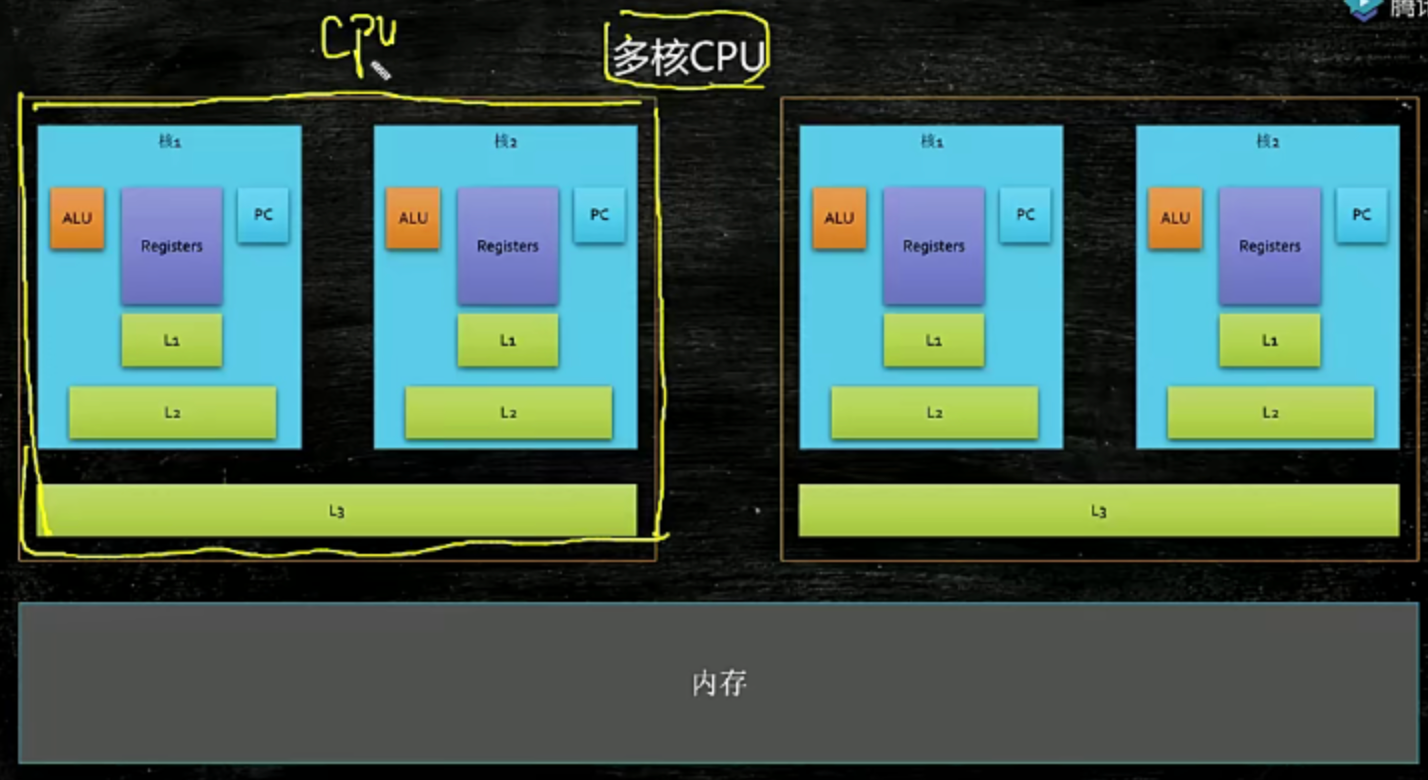 腾讯
CPU
多核CPU
核1 核2 核1 核2
ALU Registers PC ALU Registers PC ALU Registers PC ALU Registers PC
L1 L1 L1 L1
L2 L2 L2 L2
L3 L3
内存